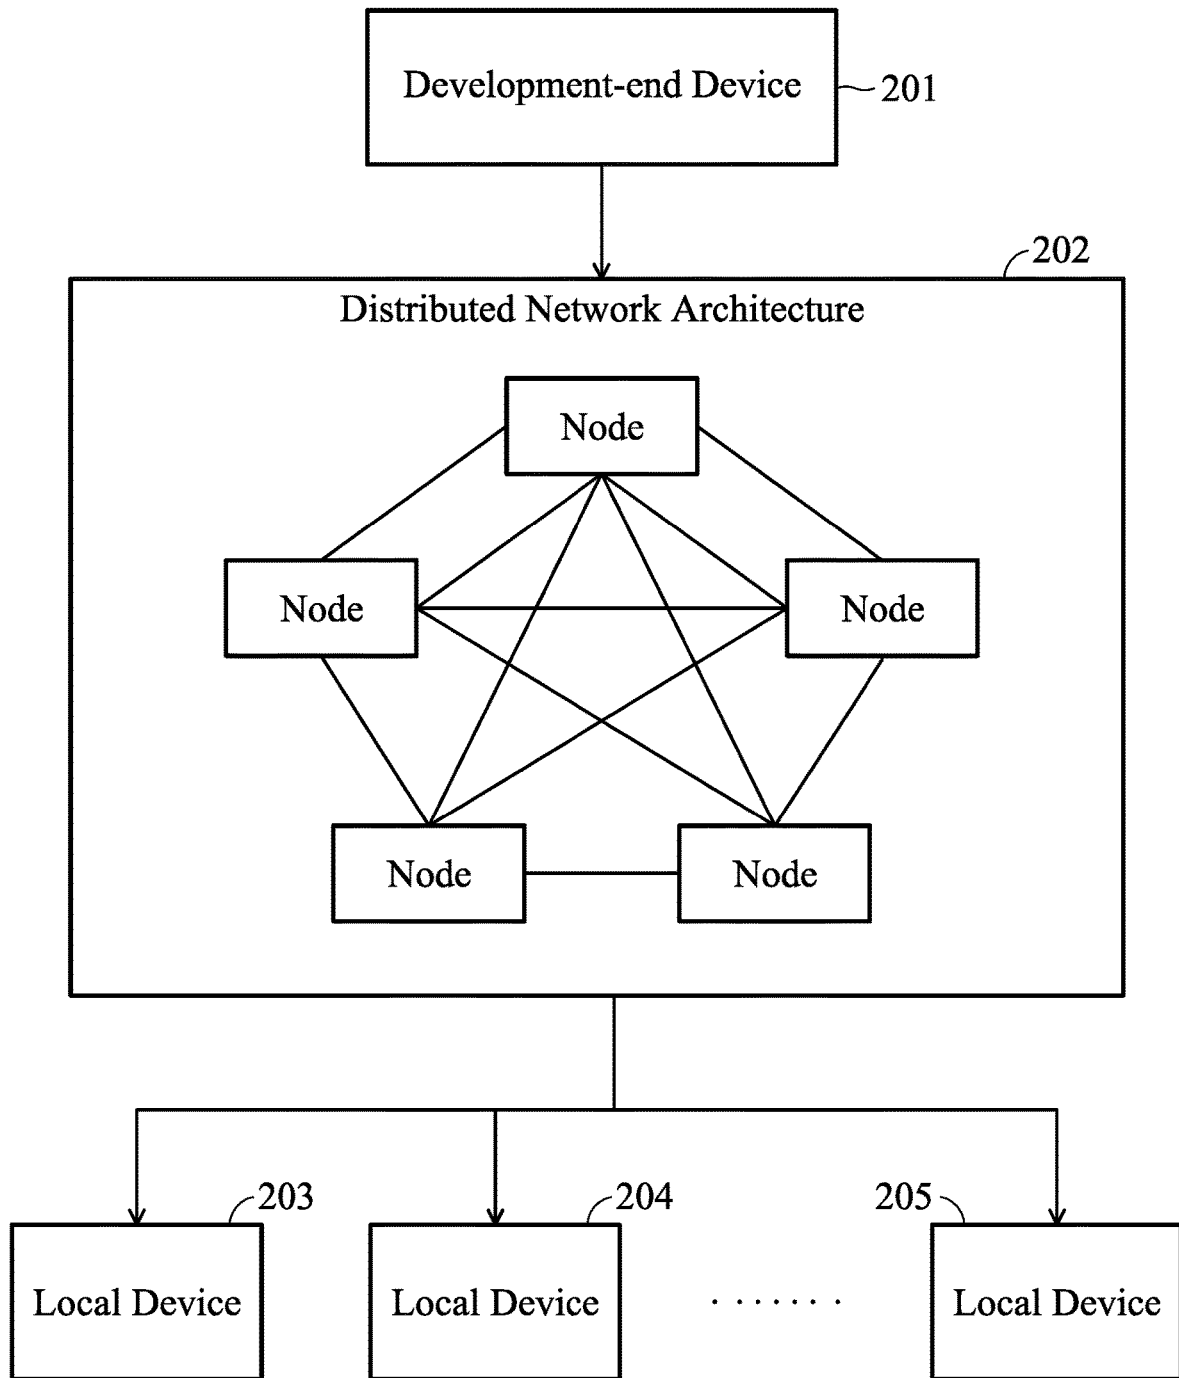 Development-end Device
201
202
Distributed Network Architecture
Node
Node
Node
Node
Node
203
204
205
Local Device
Local Device
. . . . . . .
Local Device